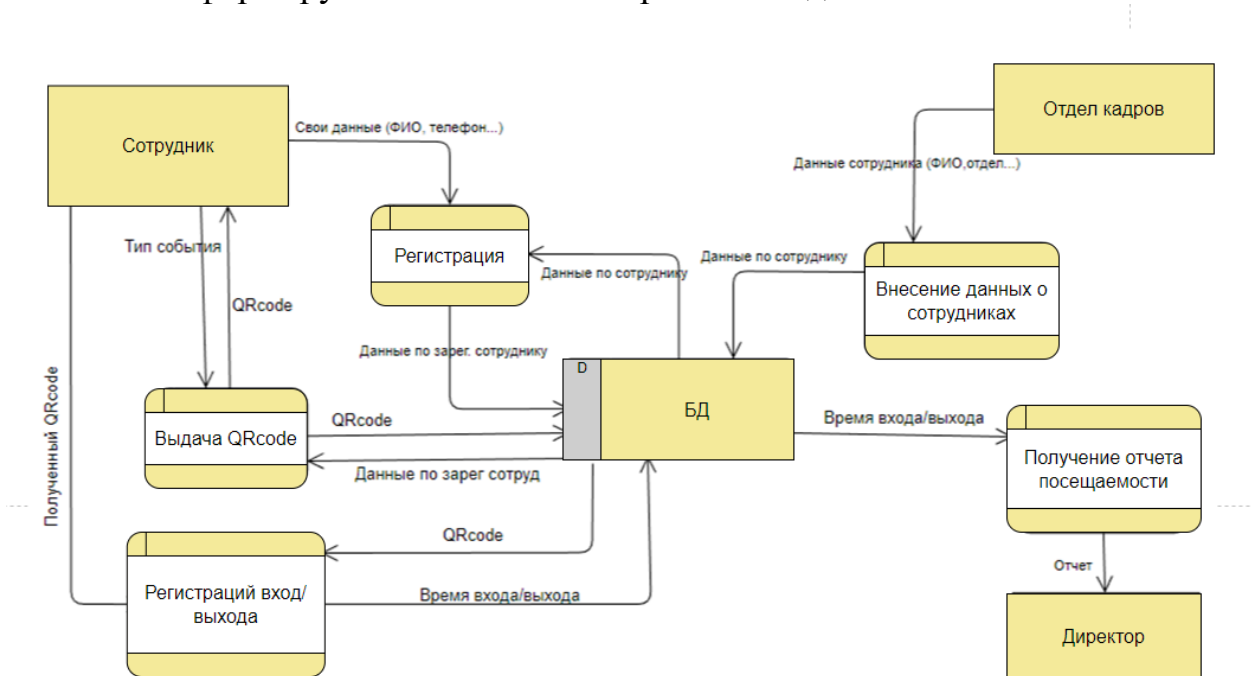 Сотрудник
Свои данные (ФИО, телефон...)
Отдел кадров
Данные сотрудника (ФИО,отдел...)
Тип события
QRcode
Регистрация
Данные по сотруднику
Данные по сотруднику
Внесение данных о
сотрудниках
Данные по зарег. сотруднику
D
БД
Полученный QRcode
Выдача QRcode
QRcode
Данные по зарег сотруд
Время входа/выхода
Получение отчета
посещаемости
QRcode
Регистраций вход/
выхода
Время входа/выхода
Отчет
Директор